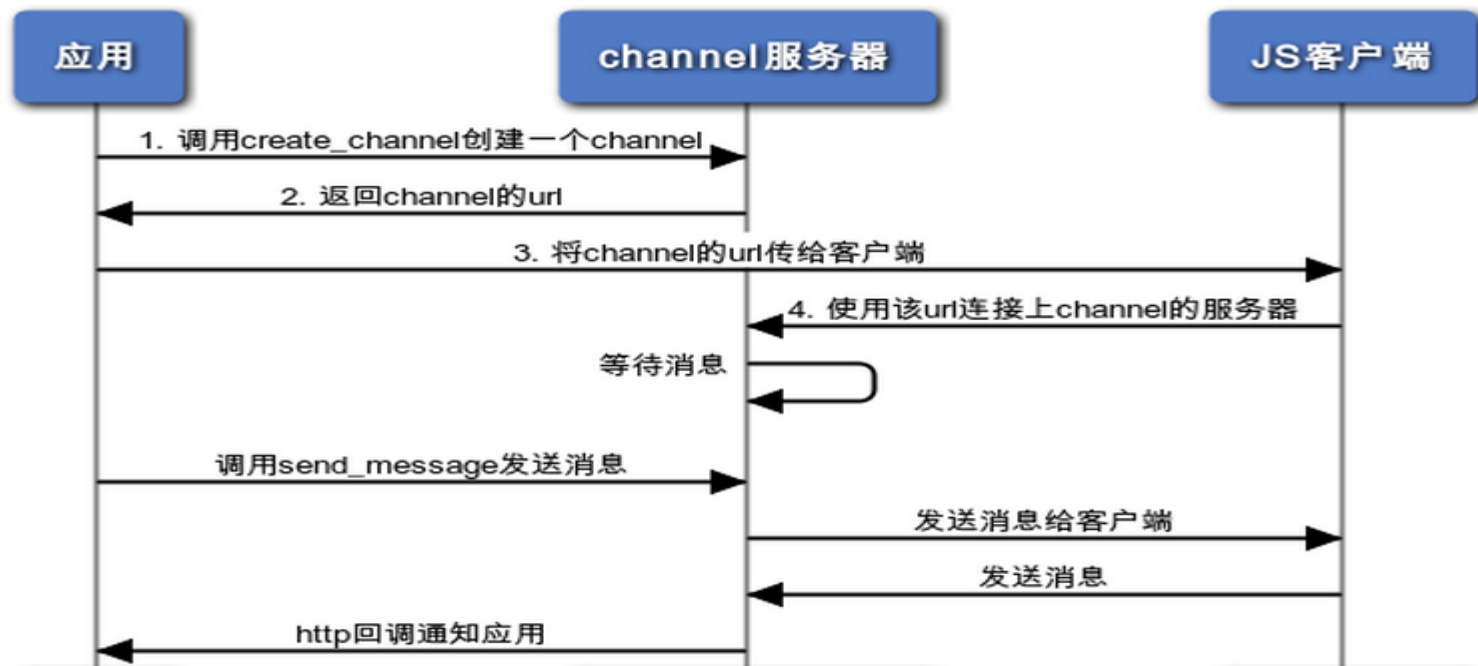 应用
channel服务器
JS客户端
1. 调用create_channel创建一个channel
2. 返回channel的url
3. 将channel的url传给客户端
4. 使用该url连接上channel的服务器
等待消息
调用send_message发送消息
发送消息给客户端
发送消息
http回调通知应用